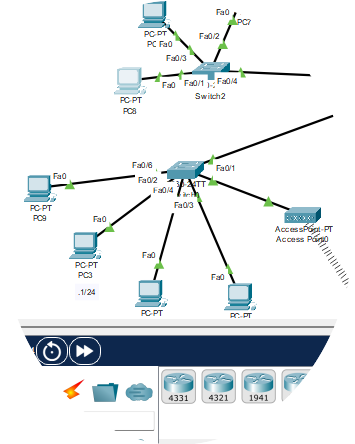 Fa0
PC-PT
PC7
PC Fa0
Fa0/2
Fa0/3
PC-PT
PC8
Fa0
Fa0/1
Fa0/4
Switch2
Fa0/6
Fa0/1
Fa0
Fa0/2
24TT
Fa0/4
PC-PT
PC9
Fa0/3
Fa0
AccessPoint-PT
Access Point0
PC-PT
PC3
Fa0
Fa0
.1/24
PC-PT
PC-PT
4331
4321
1941